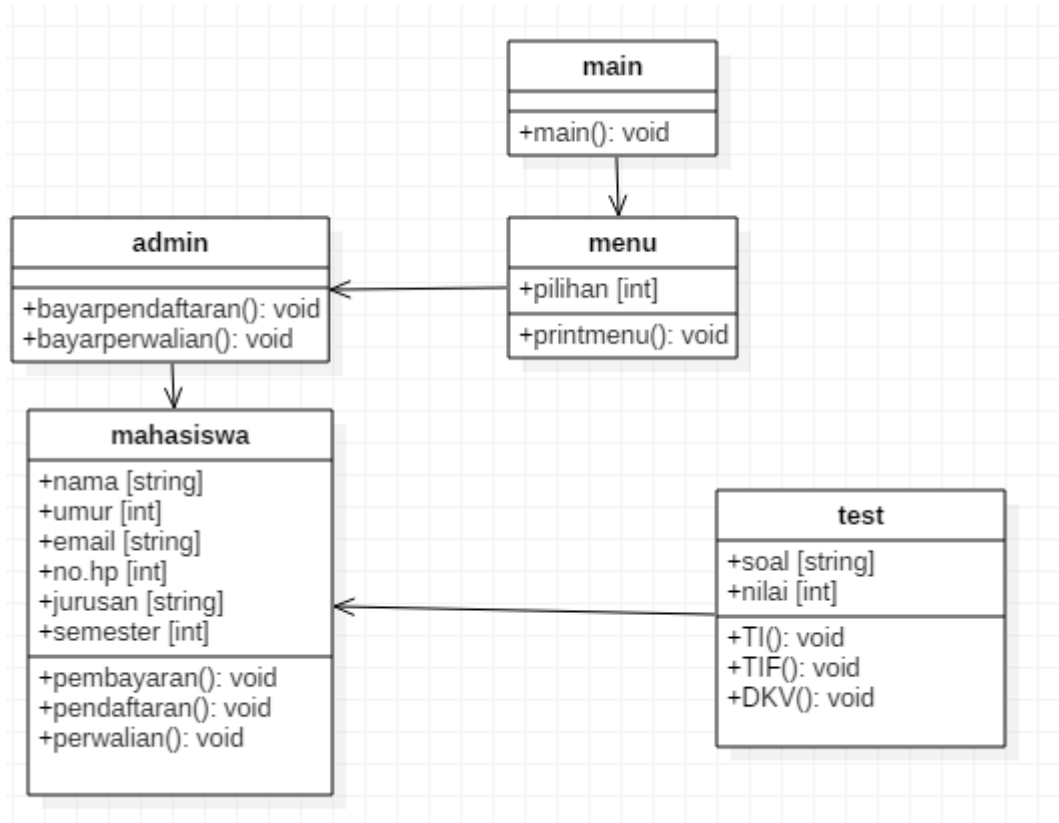 main
+main(): void
admin
+bayarpendaftaran(): void
+bayarperwalian(): void
menu
+pilihan [int]
+printmenu(): void
mahasiswa
+nama [string]
+umur [int]
+email [string]
+no.hp [int]
+jurusan [string]
+semester [int]
+pembayaran(): void
+pendaftaran(): void
+perwalian(): void
test
+soal [string]
+nilai [int]
+TI(): void
+TIF(): void
+DKV(): void